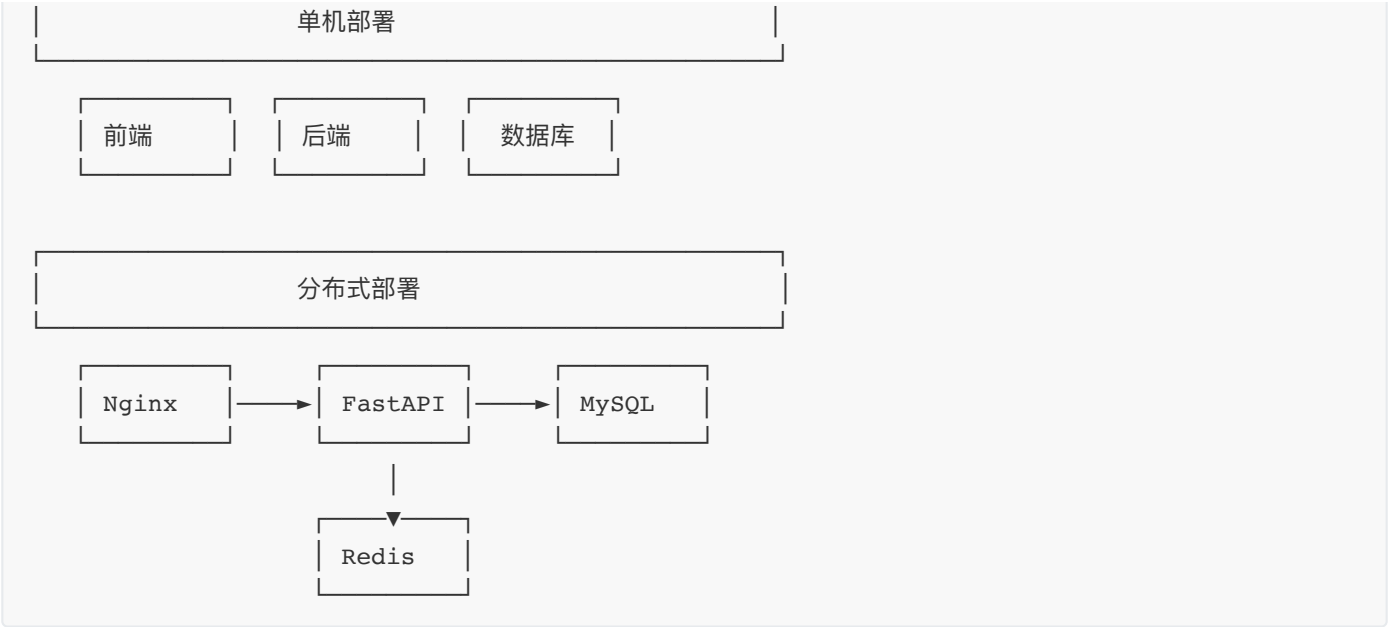 单机部署
前端 后端 数据库
分布式部署
Nginx FastAPI MySQL
Redis